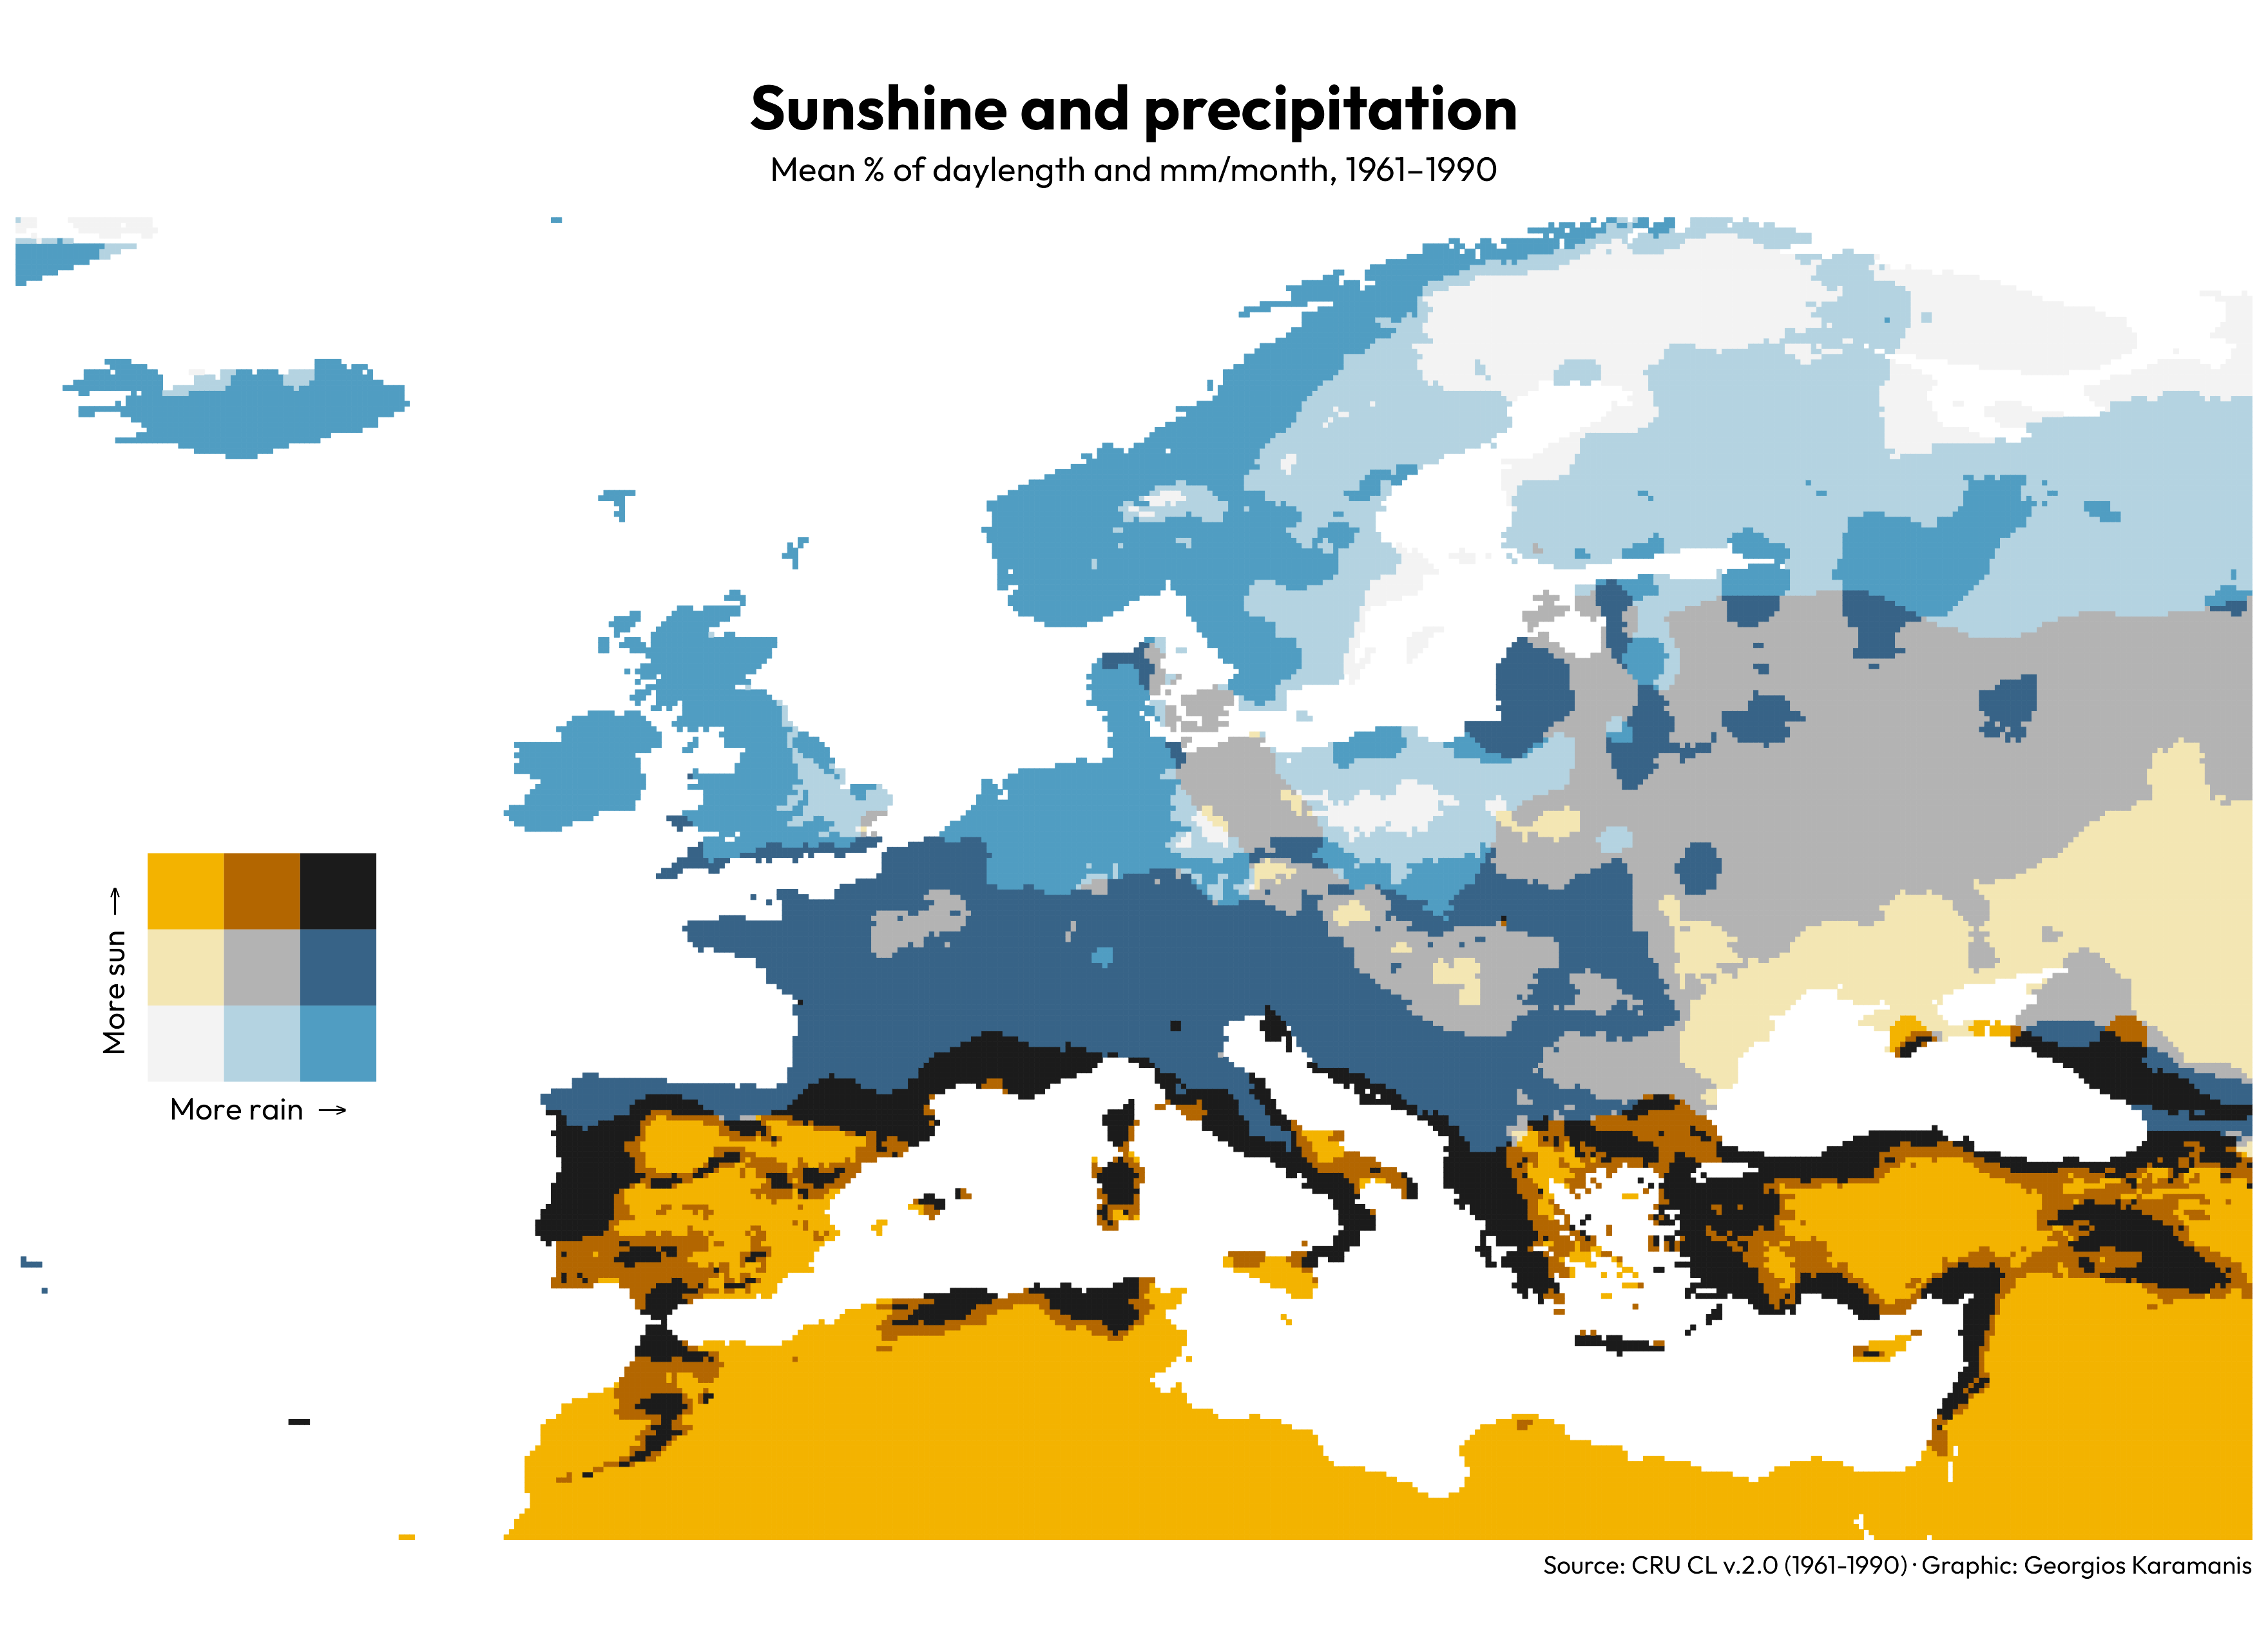 Sunshine and precipitation
Mean % of daylength and mm/month, 1961–1990
More sun →
More rain →
Source: CRU CL v.2.0 (1961-1990) · Graphic: Georgios Karamanis